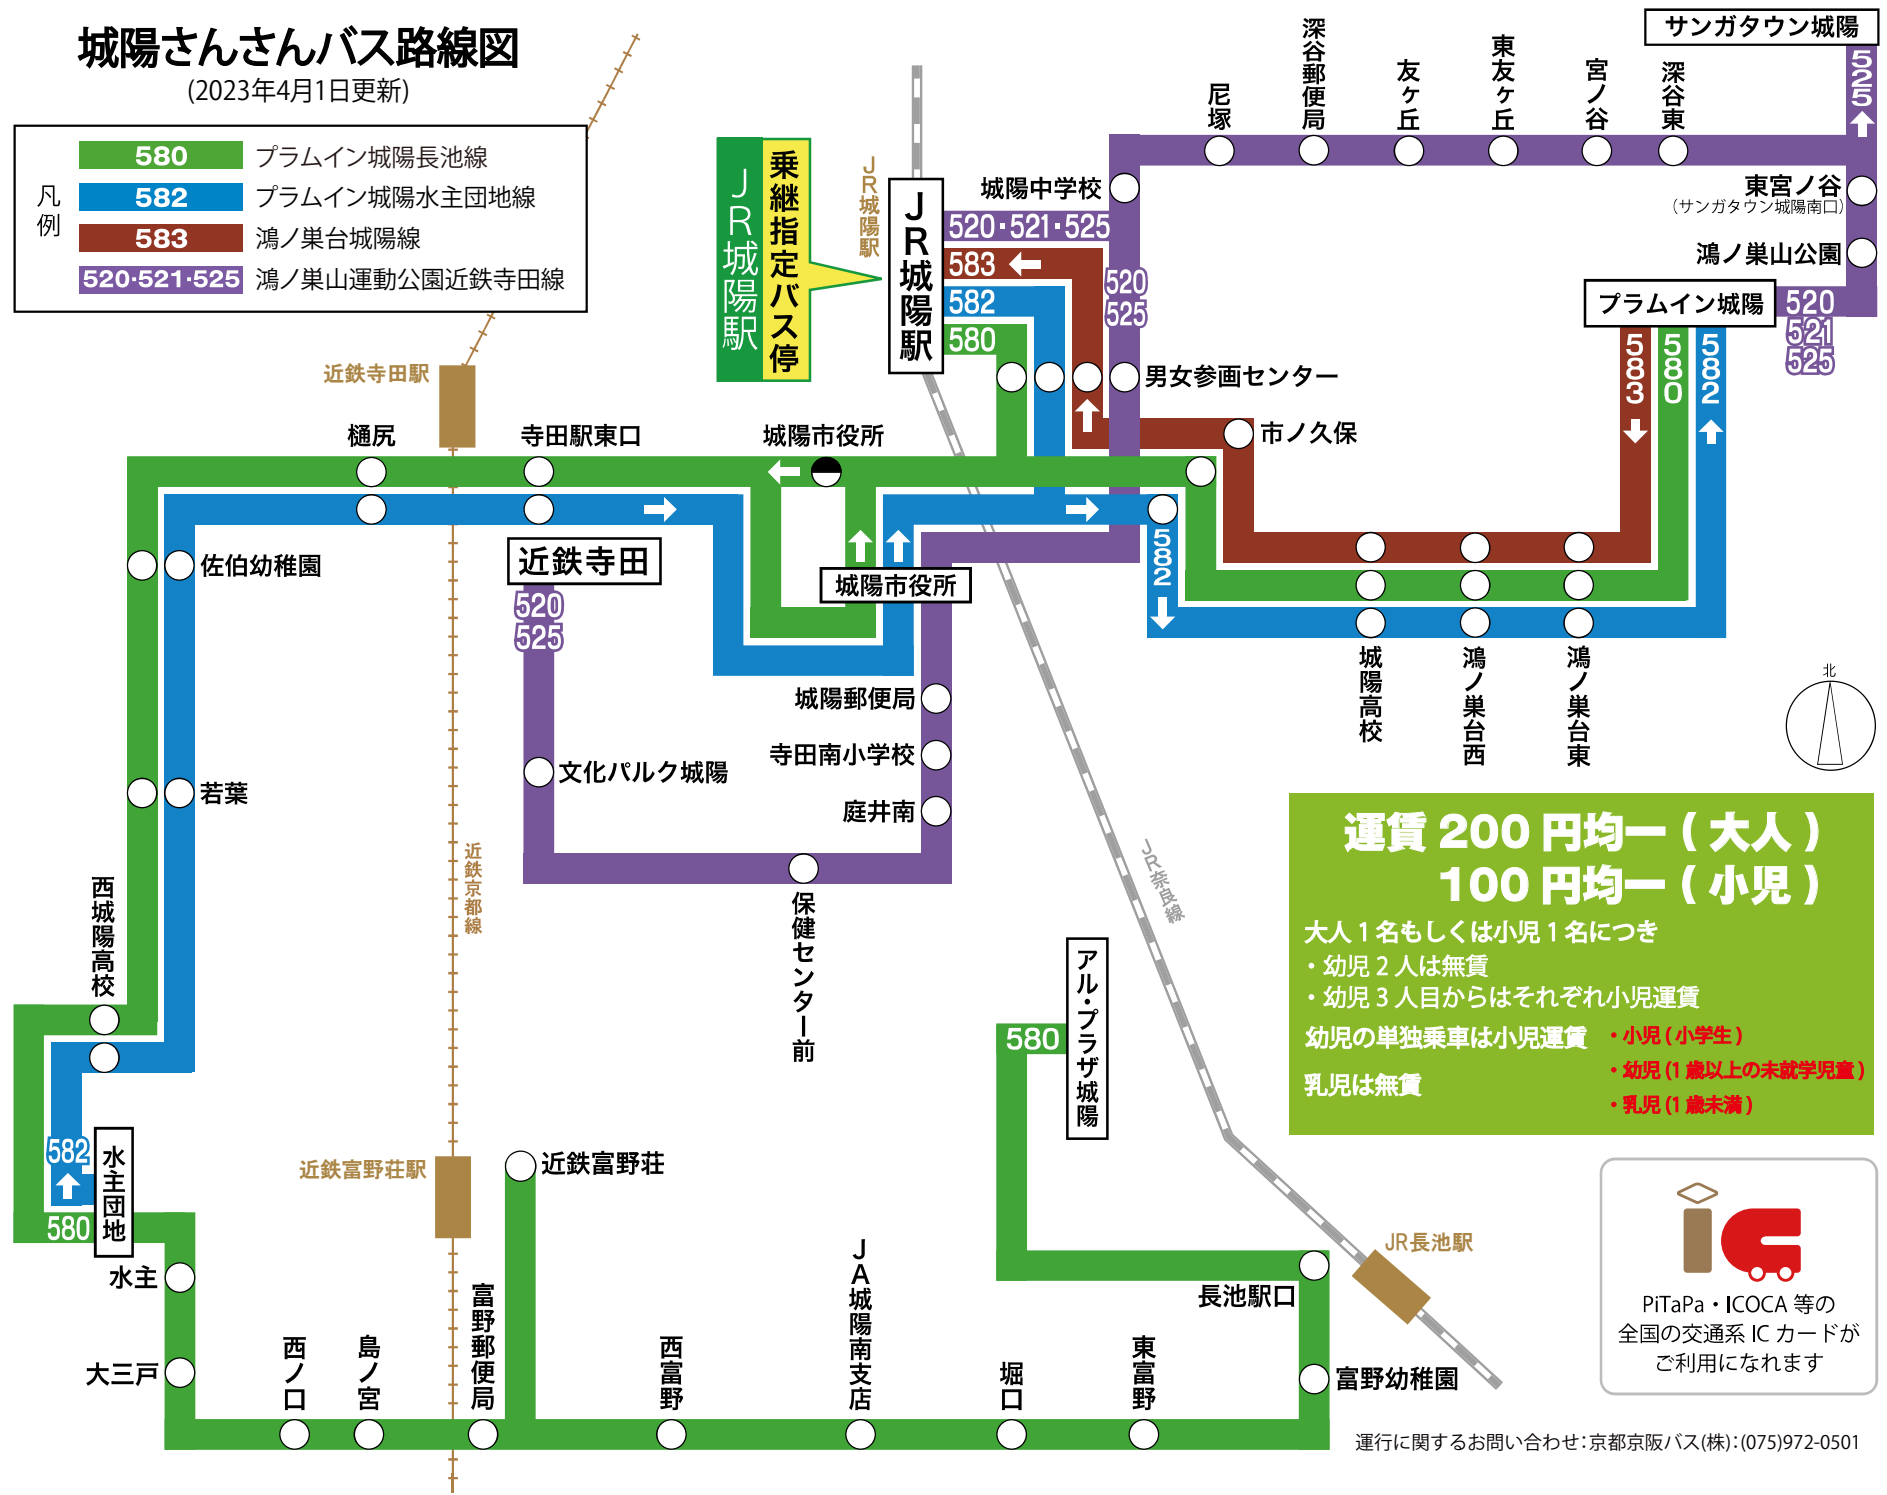 城陽さんさんバス路線図
(2023年4月1日更新)
凡例
580 プラムイン城陽長池線
582 プラムイン城陽水主団地線
583 鴻ノ巣台城陽線
520·521·525 鴻ノ巣山運動公園近鉄寺田線
JR城陽駅
乗継指定バス停
JR城陽駅
JR城陽駅
520·521·525
583
582
580
城陽中学校
520
525
男女参画センター
市ノ久保
尼塚
深谷郵便局
友ヶ丘
東友ヶ丘
宮ノ谷
深谷東
サンガタウン城陽
525
東宮ノ谷
(サンガタウン城陽南口)
鴻ノ巣山公園
プラムイン城陽
520
521
525
583
580
582
近鉄寺田駅
樋尻
寺田駅東口
城陽市役所
佐伯幼稚園
近鉄寺田
520
525
城陽市役所
582
城陽高校
鴻ノ巣台西
鴻ノ巣台東
北
城陽郵便局
寺田南小学校
庭井南
文化パルク城陽
若葉
近鉄京都線
保健センター前
JR奈良線
西城陽高校
アル・プラザ城陽
580
582
水主団地
580
近鉄富野荘駅
近鉄富野荘
水主
大三戸
西ノ口
島ノ宮
富野郵便局
西富野
JA城陽南支店
堀口
東富野
長池駅口
富野幼稚園
JR長池駅
運賃 200 円均一 ( 大人 )
100 円均一 ( 小児 )
大人 1 名もしくは小児 1 名につき
・幼児 2 人は無賃
・幼児 3 人目からはそれぞれ小児運賃
幼児の単独乗車は小児運賃
乳児は無賃
・小児 ( 小学生 )
・幼児 (1 歳以上の未就学児童 )
・乳児 (1 歳未満 )
PiTaPa・ICOCA 等の
全国の交通系 IC カードが
ご利用になれます
運行に関するお問い合わせ：京都京阪バス(株)：(075)972-0501